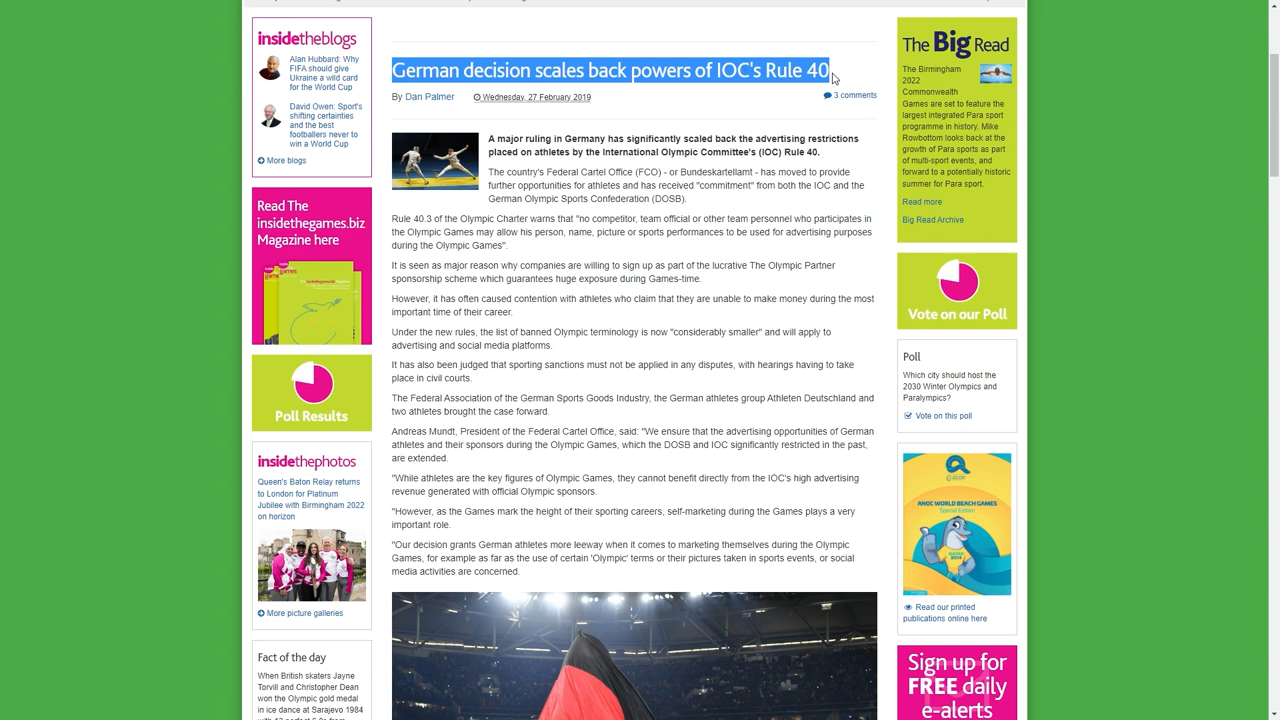 insidetheblogs
Alan Hubbard: Why
FIFA should give
Ukraine a wild card
for the World Cup
David Owen: Sport's
shifting certainties
and the best
footballers never to
win a World Cup
More blogs
Read The
insidethegames.biz
Magazine here
Poll Results
insidethephotos
Queen's Baton Relay returns
to London for Platinum
Jubilee with Birmingham 2022
on horizon
More picture galleries
Fact of the day
When British skaters Jayne
Torvill and Christopher Dean
won the Olympic gold medal
in ice dance at Sarajevo 1984
German decision scales back powers of IOC's Rule 40
By Dan Palmer
Wednesday, 27 February 2019
3 comments
A major ruling in Germany has significantly scaled back the advertising restrictions
placed on athletes by the International Olympic Committee's (IOC) Rule 40.
The country's Federal Cartel Office (FCO) - or Bundeskartellamt - has moved to provide
further opportunities for athletes and has received "commitment" from both the IOC and the
German Olympic Sports Confederation (DOSB).
Rule 40.3 of the Olympic Charter warns that "no competitor, team official or other team personnel who participates in
the Olympic Games may allow his person, name, picture or sports performances to be used for advertising purposes
during the Olympic Games".
It is seen as major reason why companies are willing to sign up as part of the lucrative The Olympic Partner
sponsorship scheme which guarantees huge exposure during Games-time.
However, it has often caused contention with athletes who claim that they are unable to make money during the most
important time of their career.
Under the new rules, the list of banned Olympic terminology is now "considerably smaller" and will apply to
advertising and social media platforms.
It has also been judged that sporting sanctions must not be applied in any disputes, with hearings having to take
place in civil courts.
The Federal Association of the German Sports Goods Industry, the German athletes group Athleten Deutschland and
two athletes brought the case forward.
Andreas Mundt, President of the Federal Cartel Office, said: "We ensure that the advertising opportunities of German
athletes and their sponsors during the Olympic Games, which the DOSB and IOC significantly restricted in the past,
are extended.
"While athletes are the key figures of Olympic Games, they cannot benefit directly from the IOC's high advertising
revenue generated with official Olympic sponsors.
"However, as the Games mark the height of their sporting careers, self-marketing during the Games plays a very
important role.
"Our decision grants German athletes more leeway when it comes to marketing themselves during the Olympic
Games, for example as far as the use of certain 'Olympic' terms or their pictures taken in sports events, or social
media activities are concerned.
The Big Read
The Birmingham
2022
Commonwealth
Games are set to feature the
largest integrated Para sport
programme in history. Mike
Rowbottom looks back at the
growth of Para sports as part
of multi-sport events, and
forward to a potentially historic
summer for Para sport.
Read more
Big Read Archive
Vote on our Poll
Poll
Which city should host the
2030 Winter Olympics and
Paralympics?
Vote on this poll
ANOC WORLD BEACH GAMES
Special Edition
Read our printed
publications online here
Sign up for
FREE daily
e-alerts